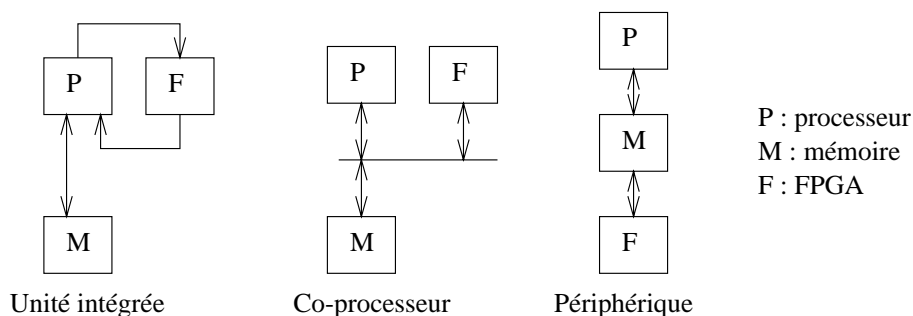 P
F
M
Unité intégrée
P
F
M
Co-processeur
P
M
F
Périphérique
P : processeur
M : mémoire
F : FPGA